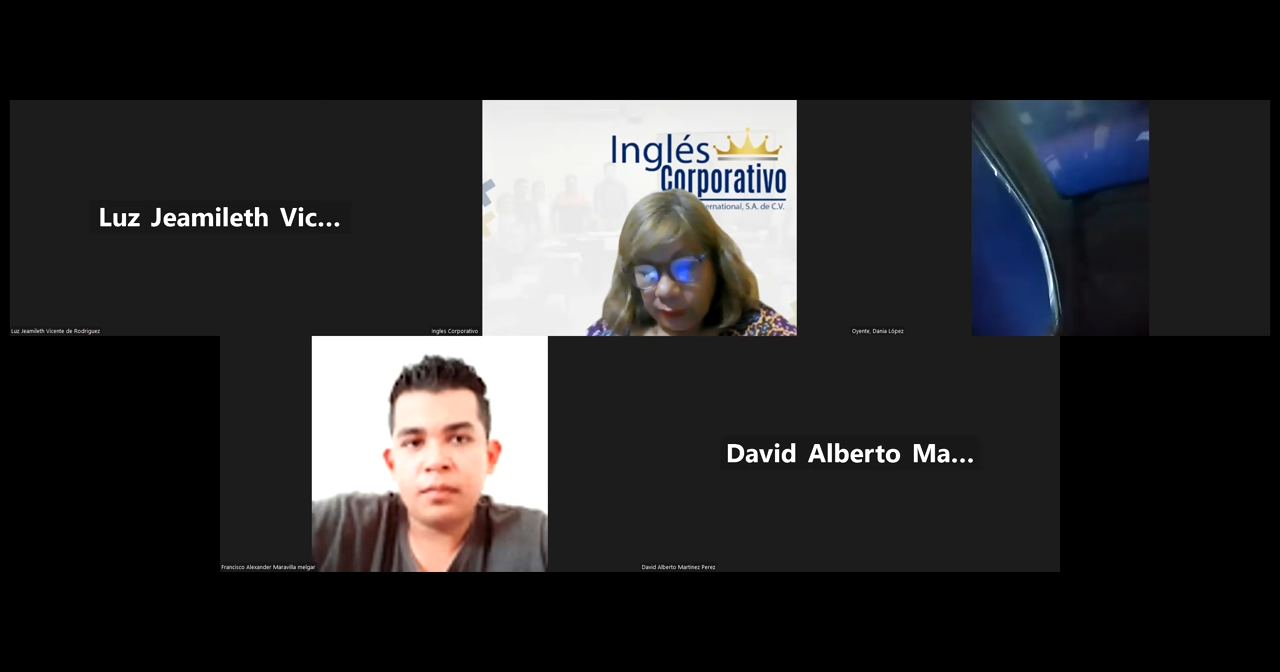 Luz Jeamileth Vic...
Luz Jeamileth Vicente de Rodriguez
Inglés
Corporativo
ternational, S.A. de C.V.
Ingles Corporativo
Oyente, Dania López
Francisco Alexander Maravilla melgar
David Alberto Ma...
David Alberto Martinez Perez